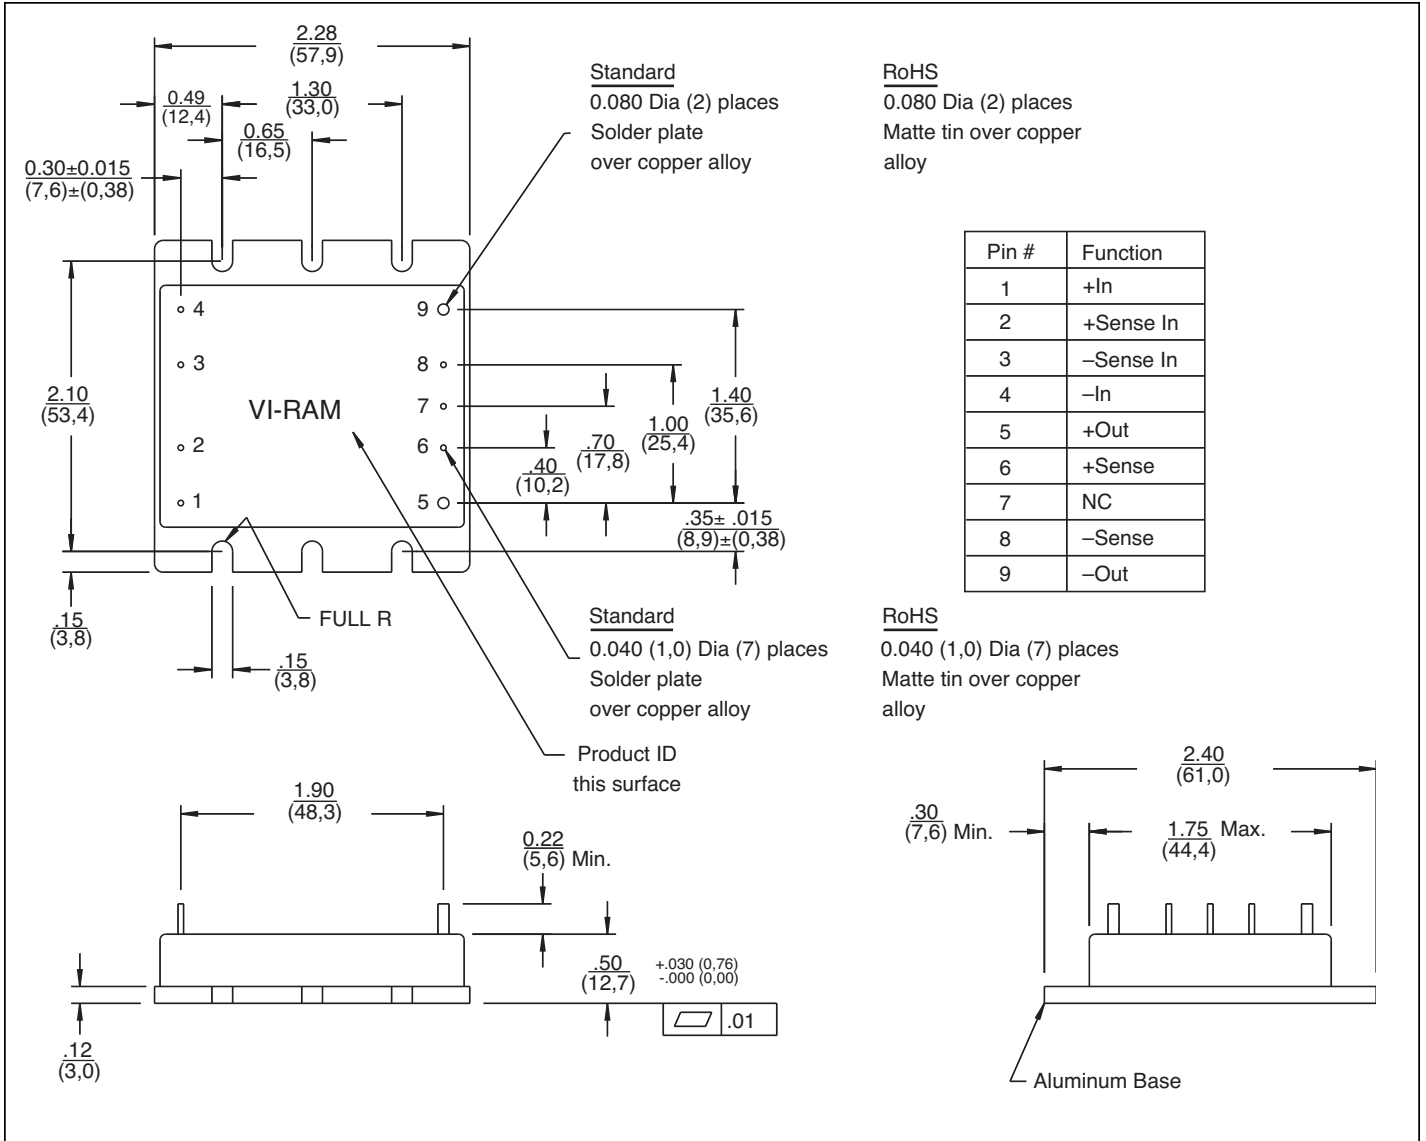 2.28
(57,9)
0.49
(12,4)
1.30
(33,0)
0.65
(16,5)
0.30±0.015
(7,6)±(0,38)
Standard
0.080 Dia (2) places
Solder plate
over copper alloy
RoHS
0.080 Dia (2) places
Matte tin over copper
alloy
4
3
2
1
VI-RAM
9
8
7
6
5
2.10
(53,4)
.40
(10,2)
.70
(17,8)
1.00
(25,4)
1.40
(35,6)
.35± .015
(8,9)±(0,38)
.15
(3,8)
FULL R
.15
(3,8)
Pin # Function
1 +In
2 +Sense In
3 –Sense In
4 –In
5 +Out
6 +Sense
7 NC
8 –Sense
9 –Out
Standard
0.040 (1,0) Dia (7) places
Solder plate
over copper alloy
RoHS
0.040 (1,0) Dia (7) places
Matte tin over copper
alloy
Product ID
this surface
1.90
(48,3)
0.22
(5,6) Min.
.50
(12,7)
+.030 (0,76)
-.000 (0,00)
.01
.12
(3,0)
2.40
(61,0)
.30
(7,6) Min.
1.75 Max.
(44,4)
Aluminum Base